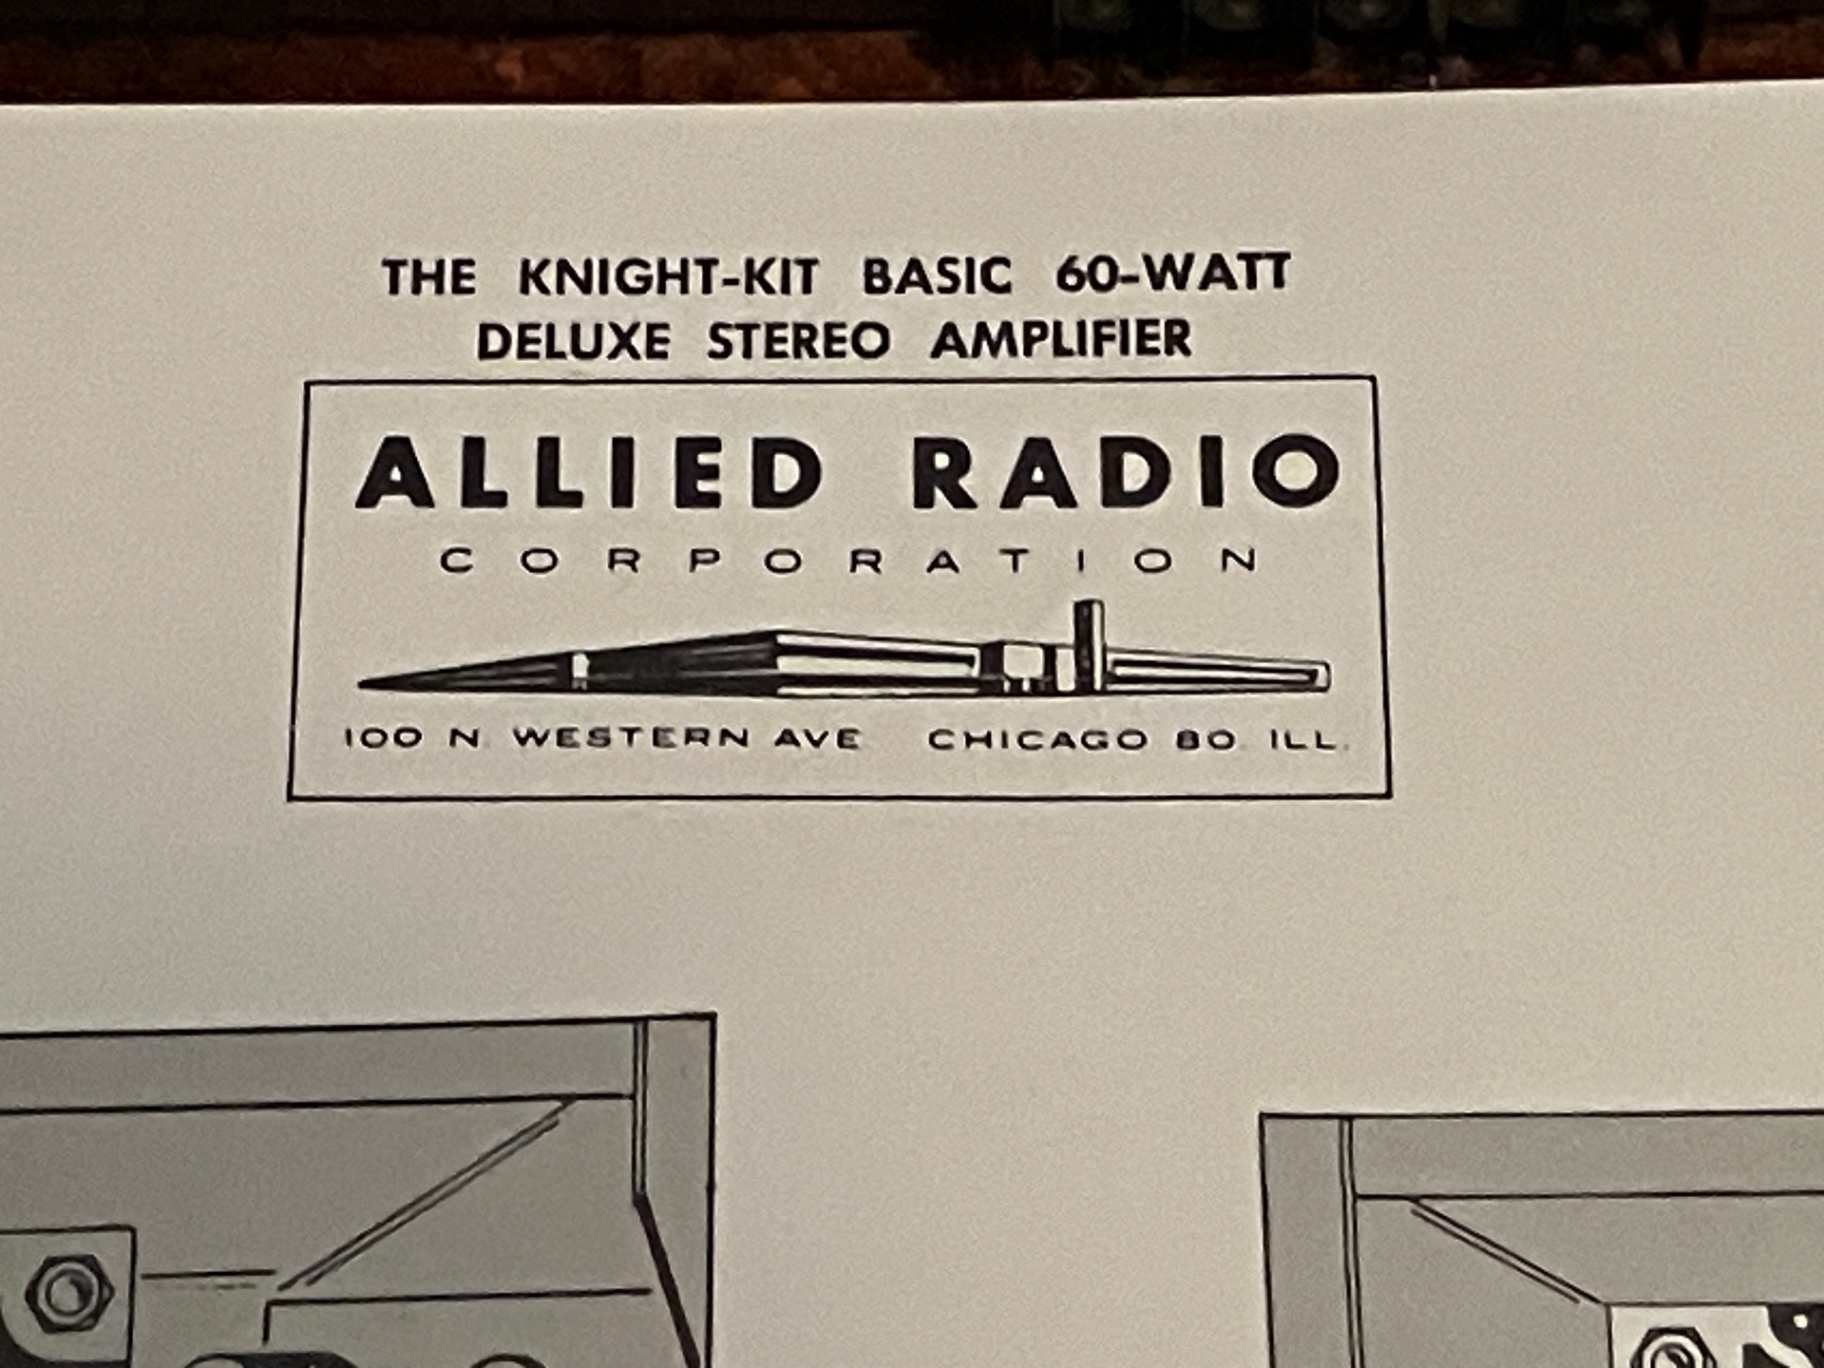 THE KNIGHT-KIT BASIC 60-WATT
DELUXE STEREO AMPLIFIER
ALLIED RADIO
CORPORATION
100 N. WESTERN AVE CHICAGO 80 ILL.